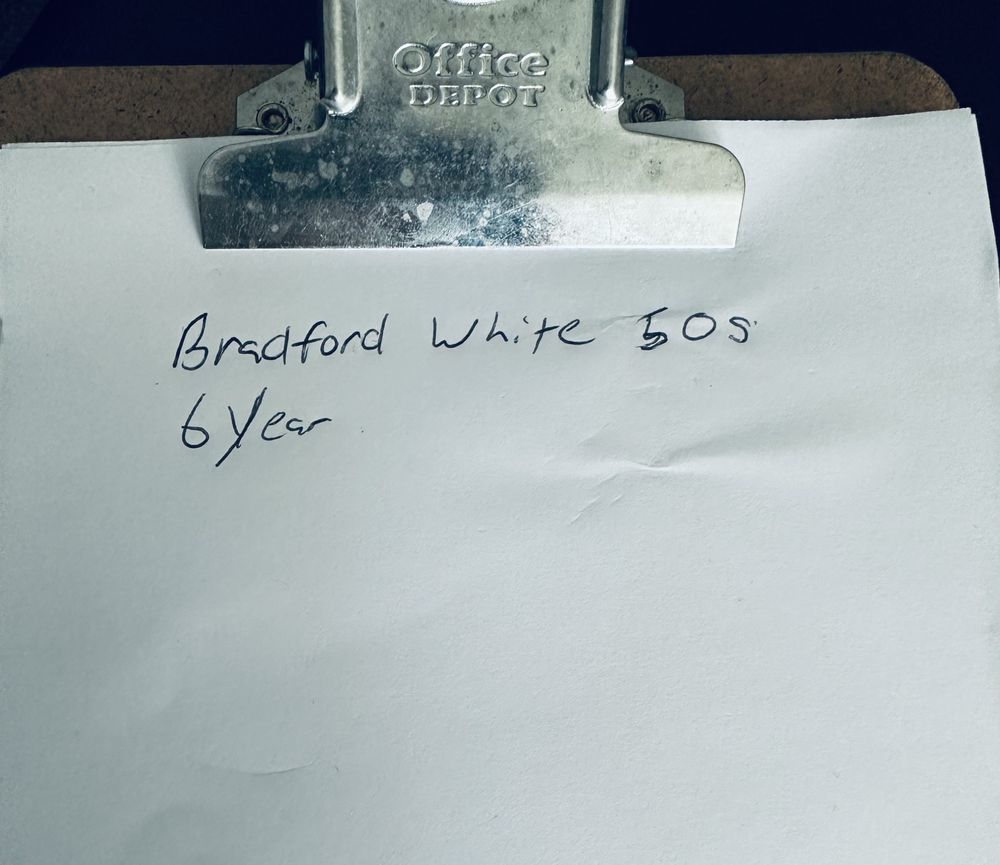 Office
DEPOT
Bradford White 50s
6 Year